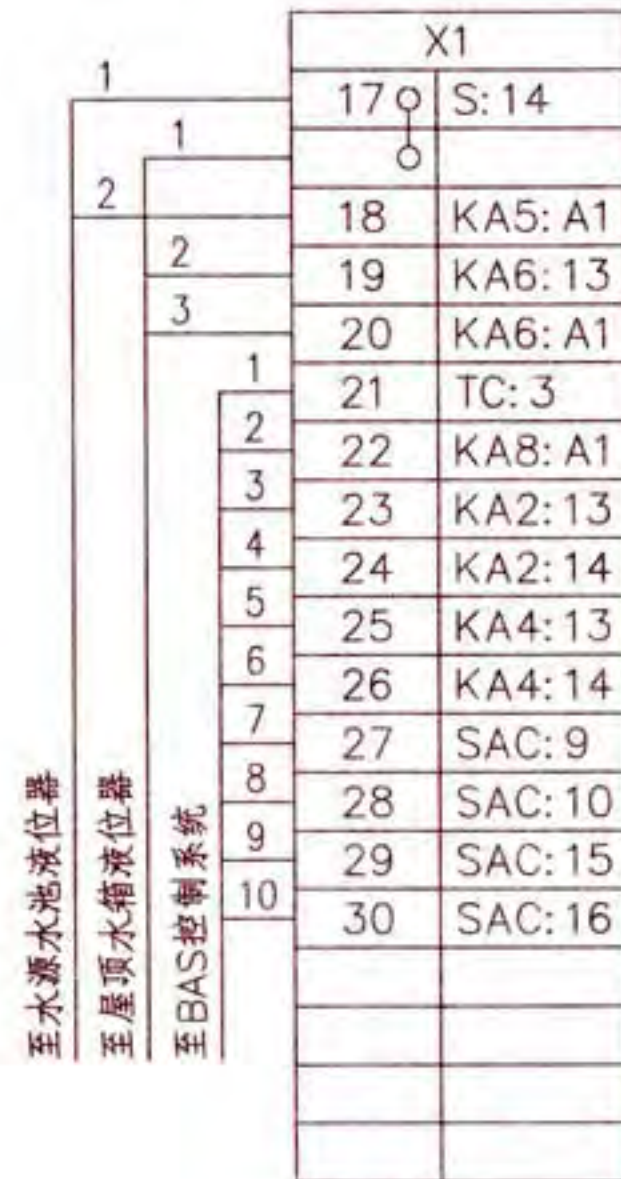 X1
1 17 S:14
1
2 18 KA5:A1
2 19 KA6:13
3 20 KA6:A1
1 21 TC:3
2 22 KA8:A1
3 23 KA2:13
4 24 KA2:14
5 25 KA4:13
6 26 KA4:14
7 27 SAC:9
8 28 SAC:10
9 29 SAC:15
10 30 SAC:16
至水源水池液位器
至屋顶水箱液位器
至BAS控制系统